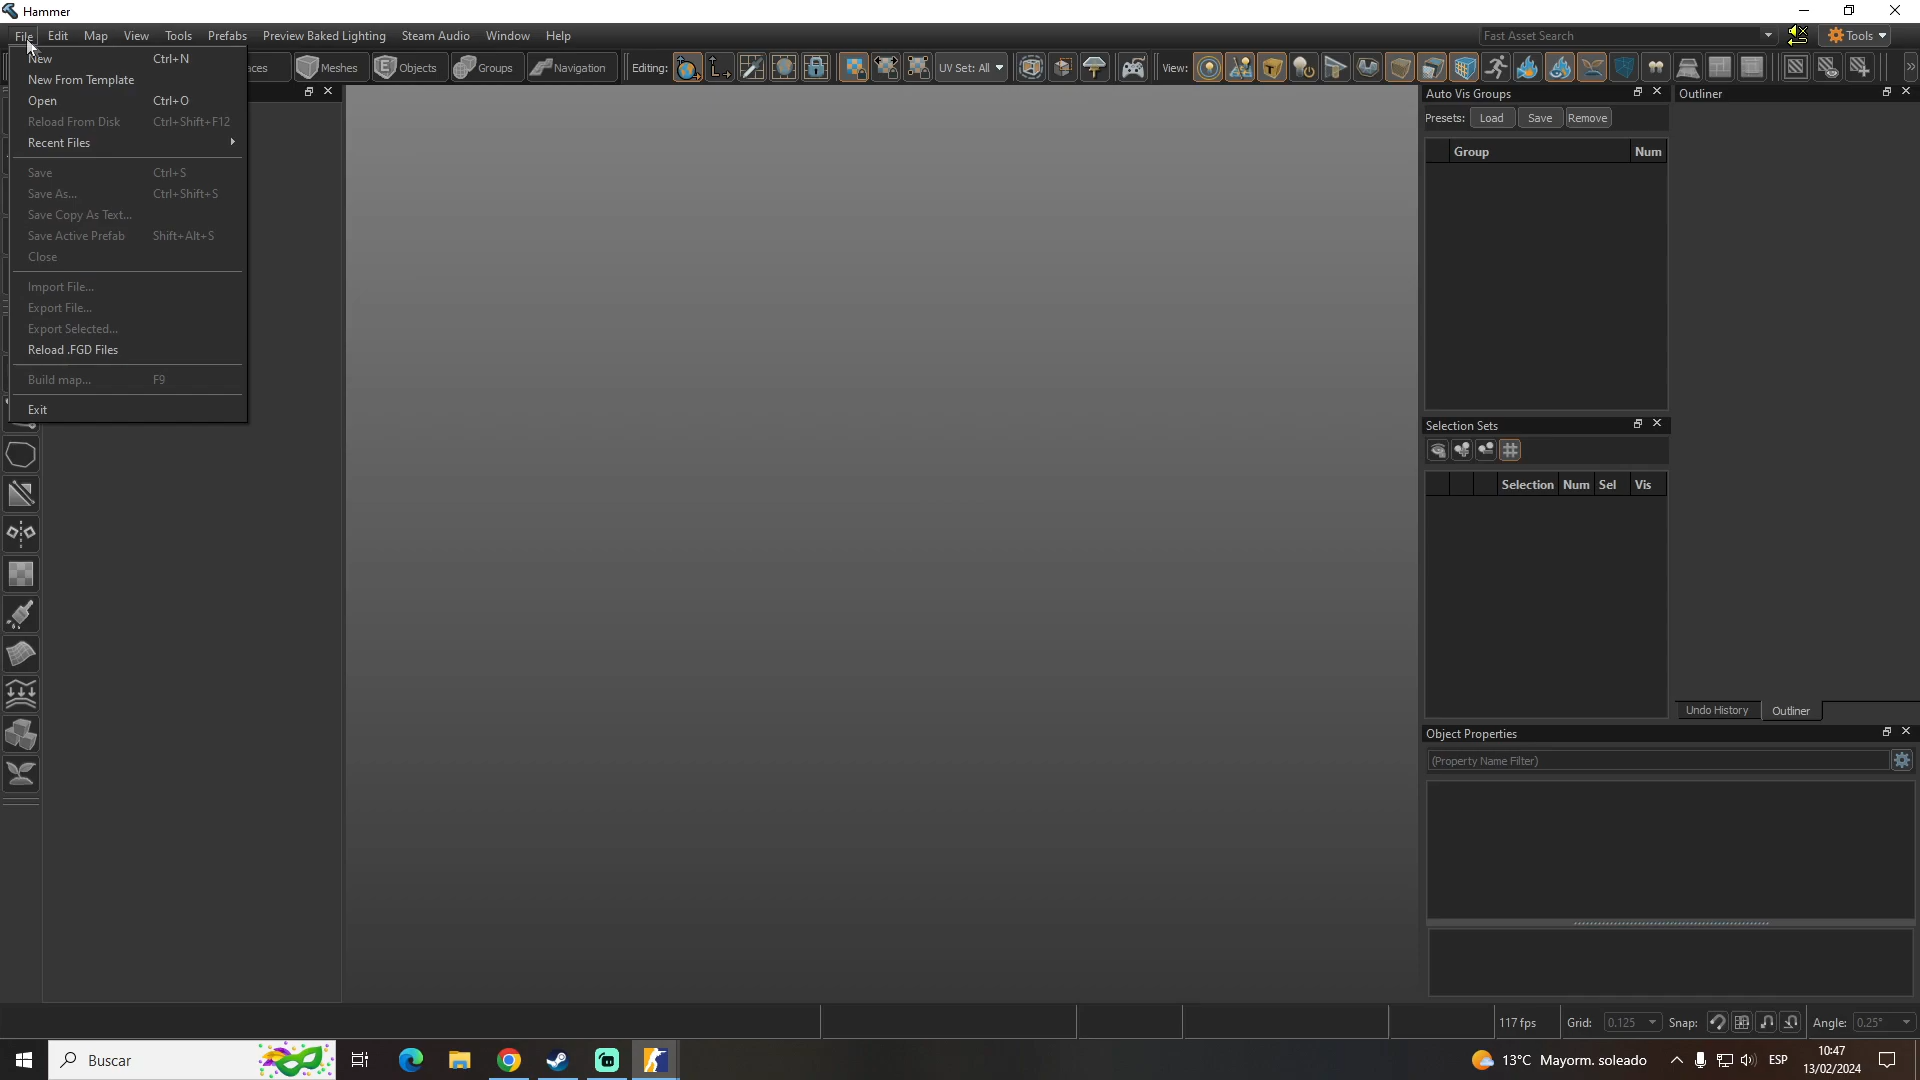 Hammer
File Edit Map View Tools Prefabs Preview Baked Lighting Steam Audio Window Help
Fast Asset Search
Tools
Meshes
Objects
Groups
Navigation
Editing:
UV Set: All
View:
New Ctrl+N
New From Template
Open Ctrl+O
Reload From Disk Ctrl+Shift+F12
Recent Files
Save Ctrl+S
Save As... Ctrl+Shift+S
Save Copy As Text...
Save Active Prefab Shift+Alt+S
Close
Import File...
Export File...
Export Selected...
Reload .FGD Files
Build map... F9
Exit
Auto Vis Groups
Presets: Load Save Remove
Group Num
Outliner
Selection Sets
Selection Num Sel Vis
Undo History Outliner
Object Properties
(Property Name Filter)
117 fps Grid: 0.125 Snap: Angle: 0.25°
Buscar
13°C Mayorm. soleado
ESP
10:47
13/02/2024